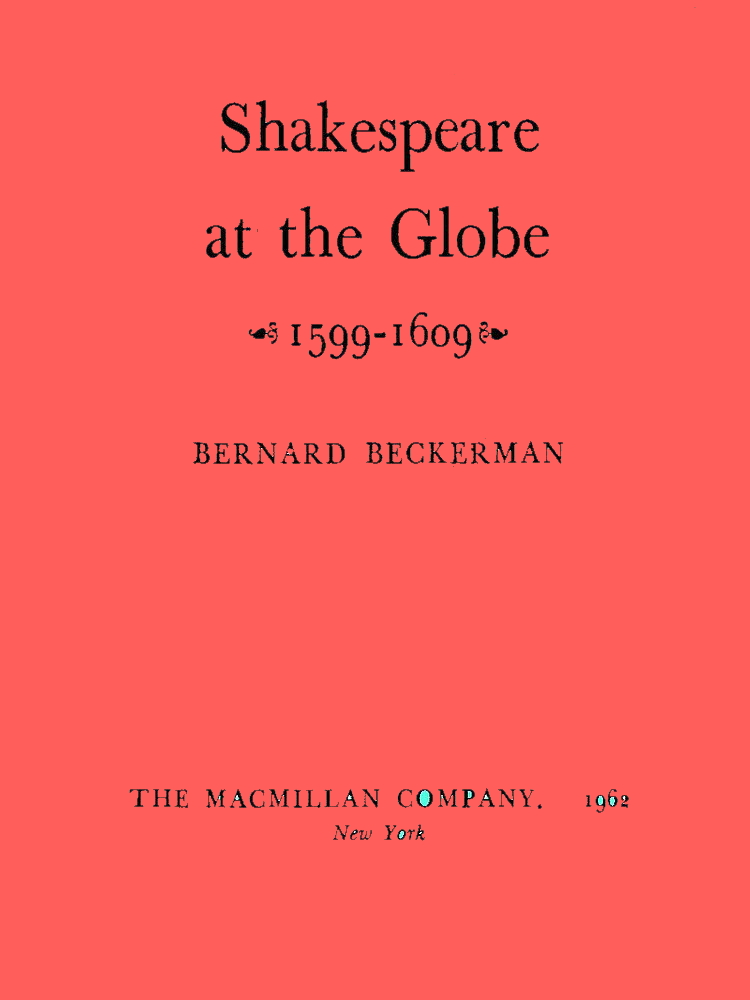 Shakespeare
at the Globe
1599-1609
BERNARD BECKERMAN
THE MACMILLAN COMPANY. 1962
New York